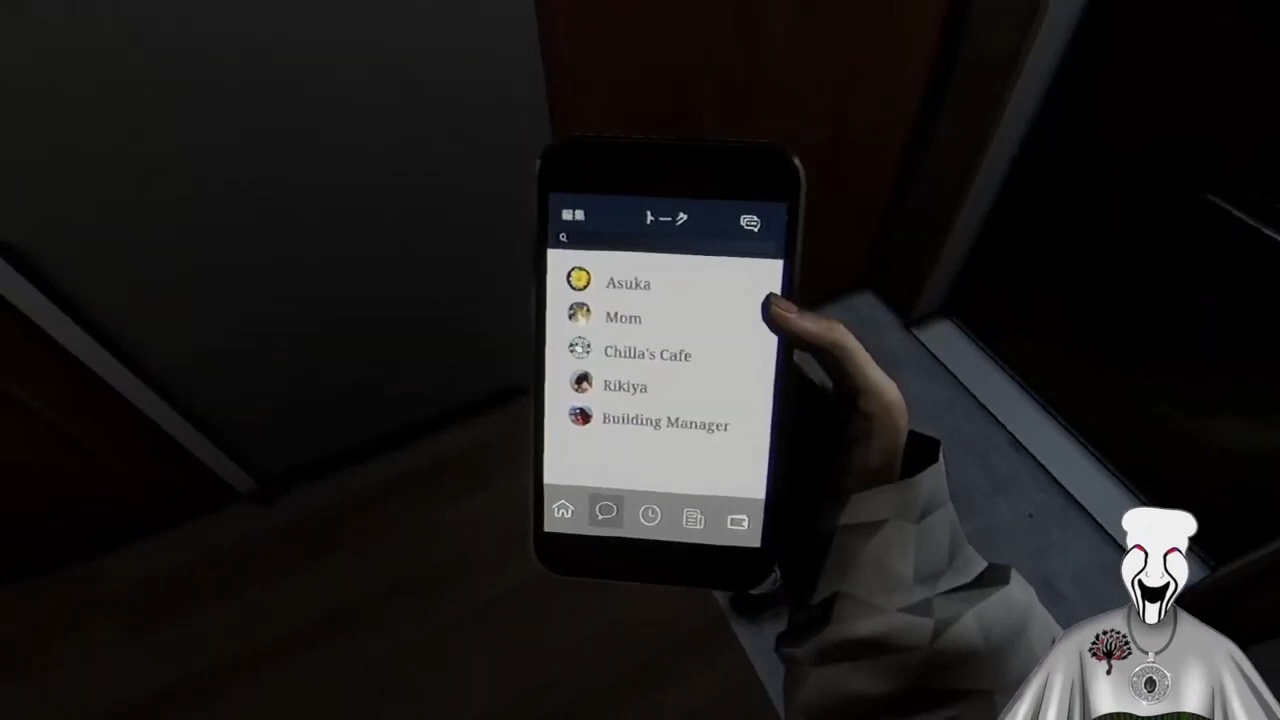 編集
トーク
Asuka
Mom
Chilla's Cafe
Rikiya
Building Manager